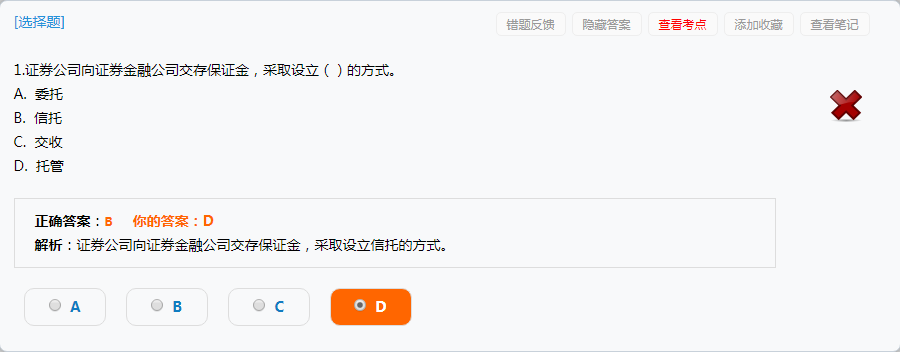 [选择题]
错题反馈 隐藏答案 查看考点 添加收藏 查看笔记
1.证券公司向证券金融公司交存保证金，采取设立（ ）的方式。
A. 委托
B. 信托
C. 交收
D. 托管
正确答案：B 你的答案：D
解析：证券公司向证券金融公司交存保证金，采取设立信托的方式。
A B C D